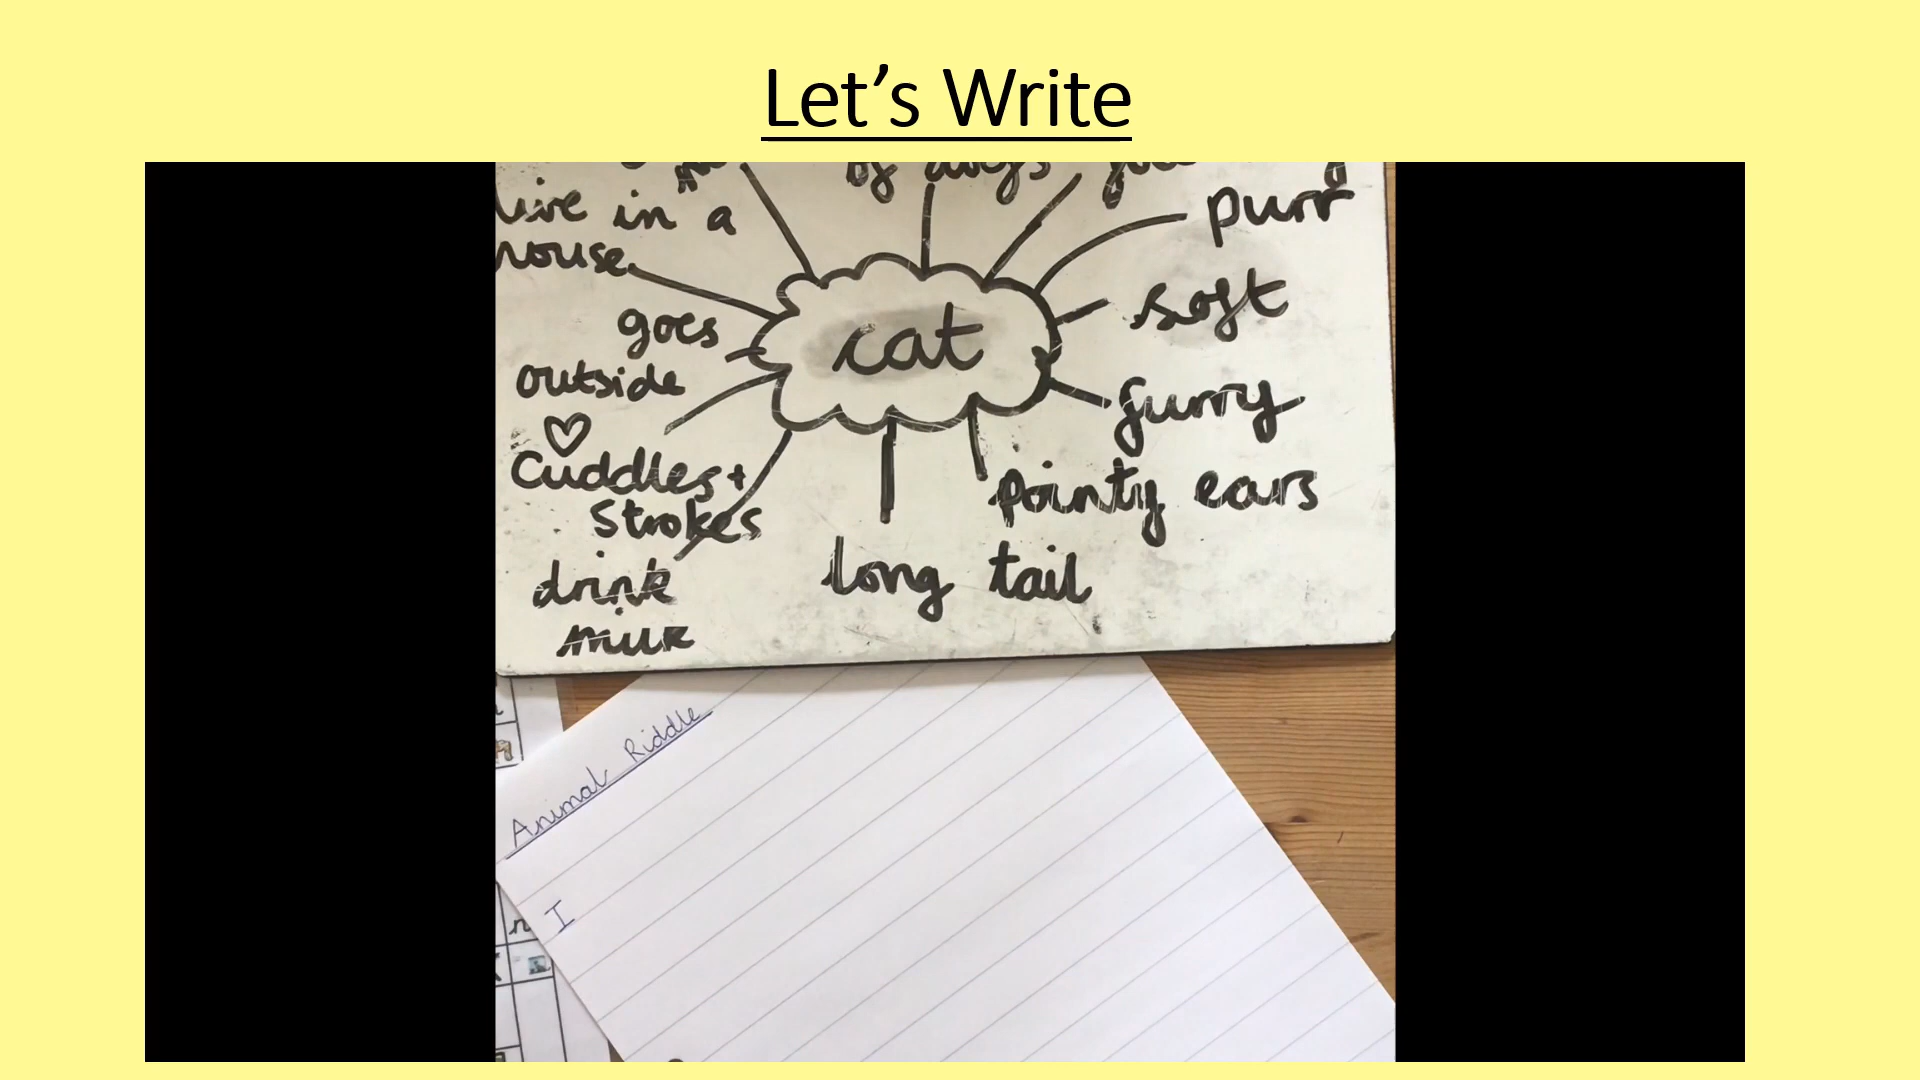 Let's Write
live in a
house.
goes
outside
cuddles +
strokes
drink
milk
cat
purr
soft
furry
pointy ears
long tail
Animal Riddle
I